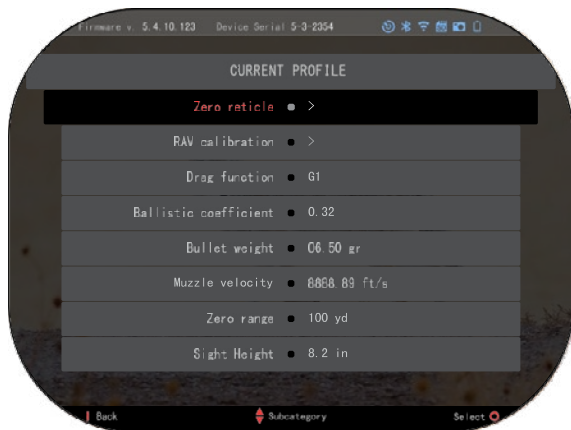 Firmware v. 5.4.10.123 Device Serial 5-3-2354
CURRENT PROFILE
Zero reticle >
RAV calibration >
Drag function G1
Ballistic coefficient 0.32
Bullet weight 06.50 gr
Muzzle velocity 8888.89 ft/s
Zero range 100 yd
Sight Height 8.2 in
Back Subcategory Select